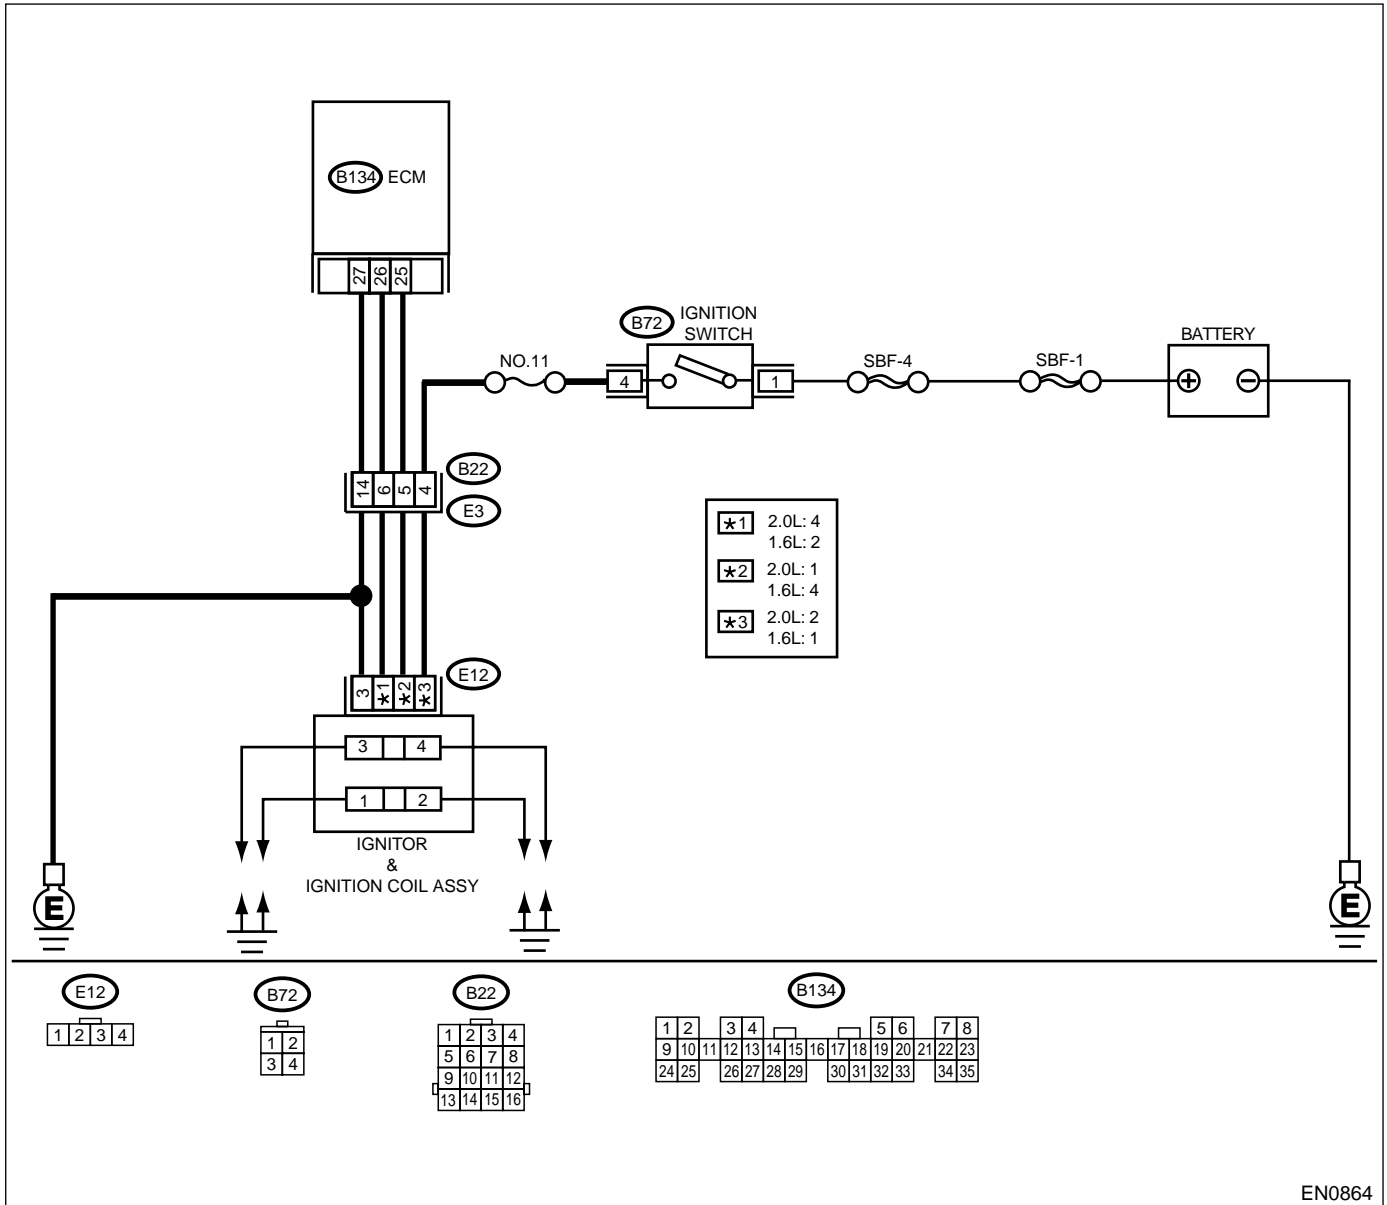 B134 ECM
27 26 25
B72 IGNITION
SWITCH
BATTERY
NO.11
SBF-4
SBF-1
4
1
+ −
B22
14 6 5 4
E3
*1 2.0L: 4
1.6L: 2
*2 2.0L: 1
1.6L: 4
*3 2.0L: 2
1.6L: 1
E12
3 *1 *2 *3
3 4
1 2
IGNITOR
&
IGNITION COIL ASSY
E
E
E12
1 2 3 4
B72
1 2
3 4
B22
1 2 3 4
5 6 7 8
9 10 11 12
13 14 15 16
B134
1 2 3 4 5 6 7 8
9 10 11 12 13 14 15 16 17 18 19 20 21 22 23
24 25 26 27 28 29 30 31 32 33 34 35
EN0864